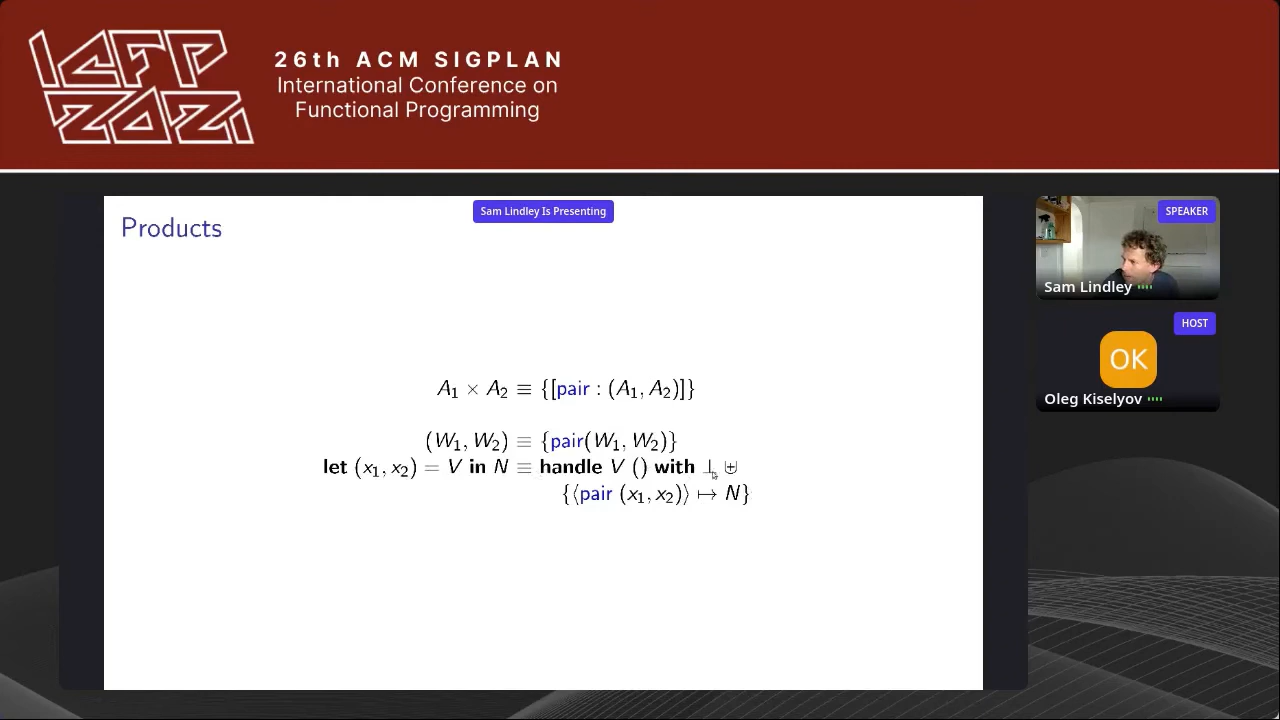 ICFP
2021
26th ACM SIGPLAN
International Conference on
Functional Programming
Products
Sam Lindley Is Presenting
A₁ × A₂ ≡ {[pair : (A₁, A₂)]}
(W₁, W₂) ≡ {pair(W₁, W₂)}
let (x₁, x₂) = V in N ≡ handle V () with ⊥ ⊎
{⟨pair (x₁, x₂)⟩ ↦ N}
SPEAKER
Sam Lindley
HOST
OK
Oleg Kiselyov